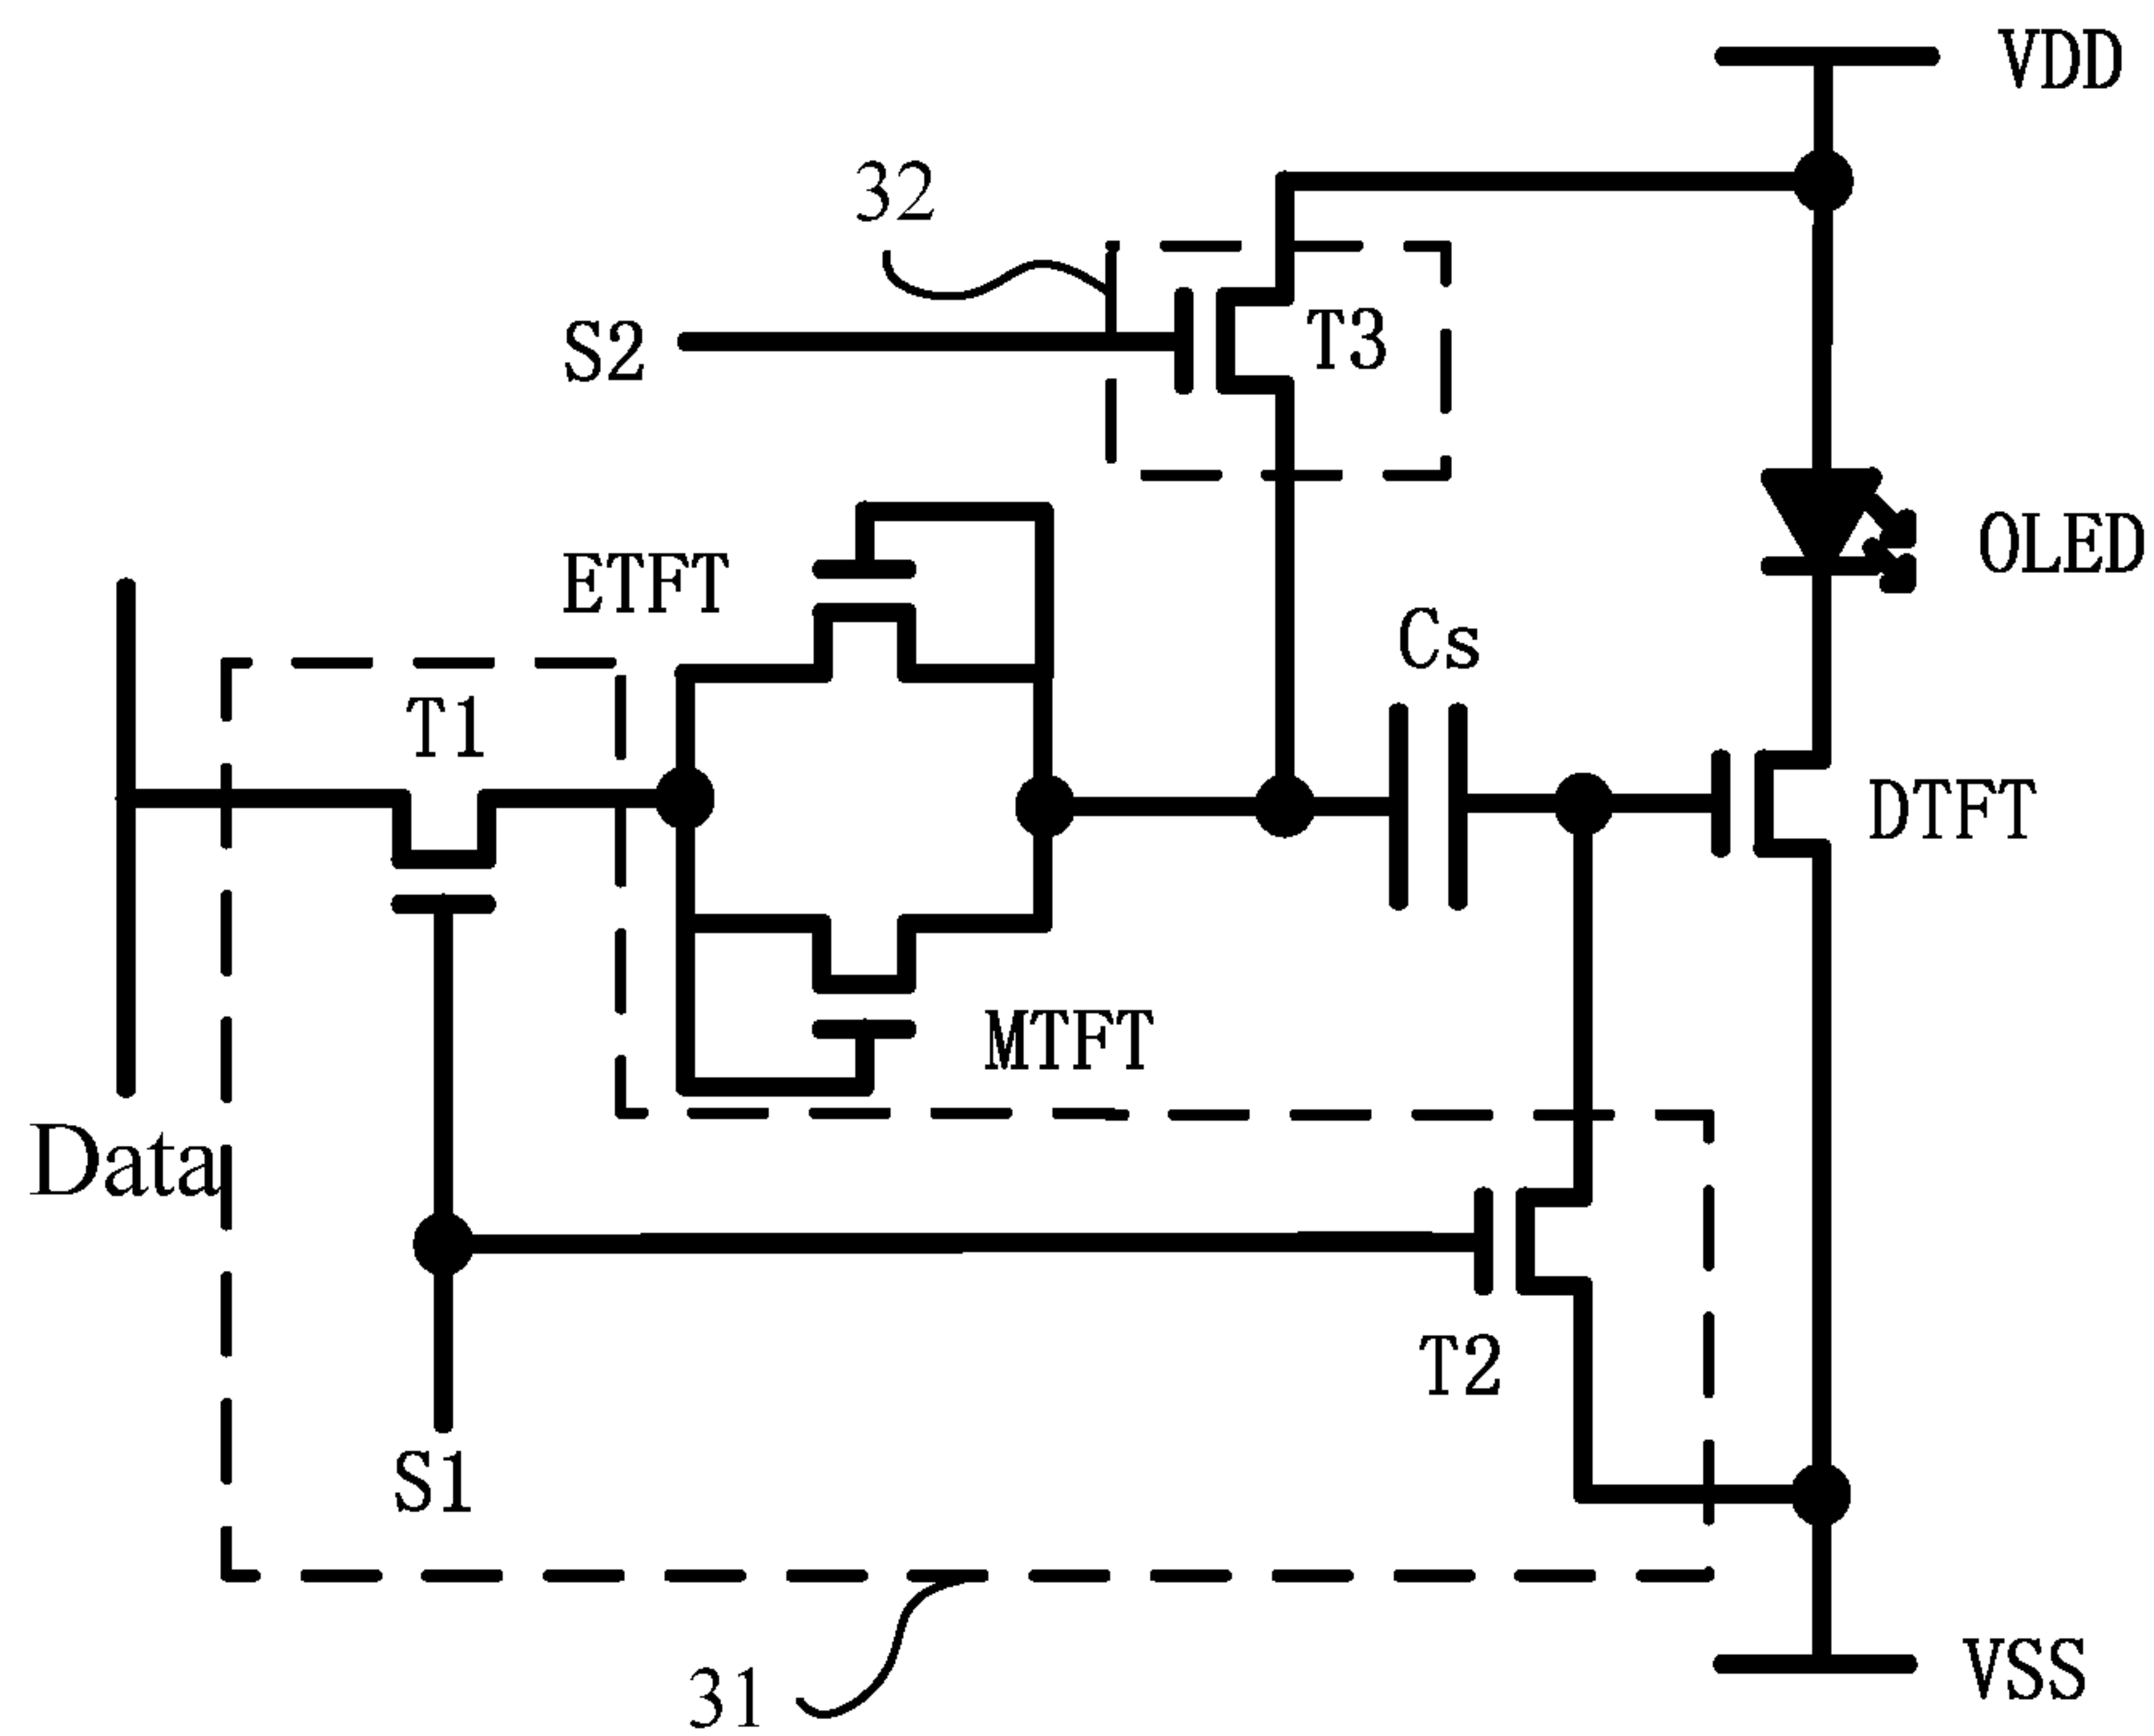 VDD
32
S2
T3
ETFT
OLED
Cs
T1
DTFT
MTFT
Data
T2
S1
31
VSS